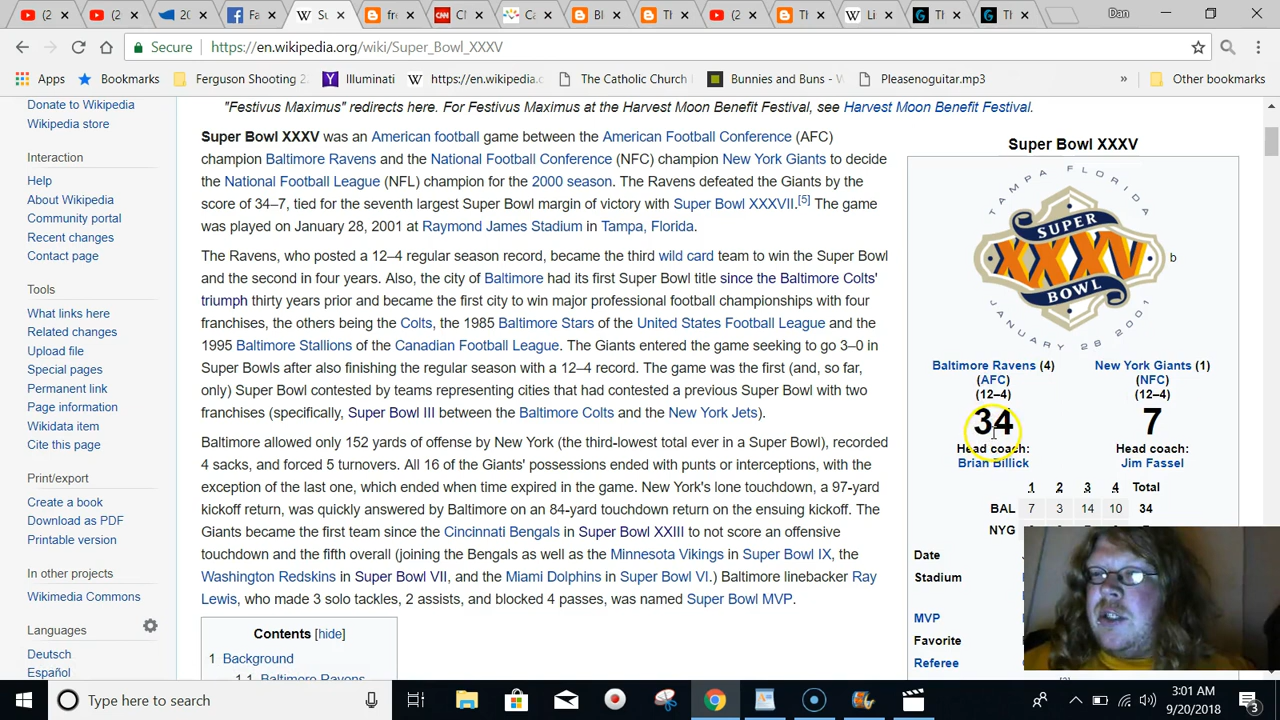 (2
(2
20
Fa
Su
fr
CNN
Ca
Bl
Th
(2
Th
Li
Th
Th
Dan
Secure
https://en.wikipedia.org/wiki/Super_Bowl_XXXV
Apps
Bookmarks
Ferguson Shooting 2
Illuminati
https://en.wikipedia
The Catholic Church
Bunnies and Buns -
Pleasenoguitar.mp3
»
Other bookmarks
Donate to Wikipedia
Wikipedia store
Interaction
Help
About Wikipedia
Community portal
Recent changes
Contact page
Tools
What links here
Related changes
Upload file
Special pages
Permanent link
Page information
Wikidata item
Cite this page
Print/export
Create a book
Download as PDF
Printable version
In other projects
Wikimedia Commons
Languages
Deutsch
Español
"Festivus Maximus" redirects here. For Festivus Maximus at the Harvest Moon Benefit Festival, see Harvest Moon Benefit Festival.
Super Bowl XXXV was an American football game between the American Football Conference (AFC)
champion Baltimore Ravens and the National Football Conference (NFC) champion New York Giants to decide
the National Football League (NFL) champion for the 2000 season. The Ravens defeated the Giants by the
score of 34–7, tied for the seventh largest Super Bowl margin of victory with Super Bowl XXXVII.[5] The game
was played on January 28, 2001 at Raymond James Stadium in Tampa, Florida.
The Ravens, who posted a 12–4 regular season record, became the third wild card team to win the Super Bowl
and the second in four years. Also, the city of Baltimore had its first Super Bowl title since the Baltimore Colts'
triumph thirty years prior and became the first city to win major professional football championships with four
franchises, the others being the Colts, the 1985 Baltimore Stars of the United States Football League and the
1995 Baltimore Stallions of the Canadian Football League. The Giants entered the game seeking to go 3–0 in
Super Bowls after also finishing the regular season with a 12–4 record. The game was the first (and, so far,
only) Super Bowl contested by teams representing cities that had contested a previous Super Bowl with two
franchises (specifically, Super Bowl III between the Baltimore Colts and the New York Jets).
Baltimore allowed only 152 yards of offense by New York (the third-lowest total ever in a Super Bowl), recorded
4 sacks, and forced 5 turnovers. All 16 of the Giants' possessions ended with punts or interceptions, with the
exception of the last one, which ended when time expired in the game. New York's lone touchdown, a 97-yard
kickoff return, was quickly answered by Baltimore on an 84-yard touchdown return on the ensuing kickoff. The
Giants became the first team since the Cincinnati Bengals in Super Bowl XXIII to not score an offensive
touchdown and the fifth overall (joining the Bengals as well as the Minnesota Vikings in Super Bowl IX, the
Washington Redskins in Super Bowl VII, and the Miami Dolphins in Super Bowl VI.) Baltimore linebacker Ray
Lewis, who made 3 solo tackles, 2 assists, and blocked 4 passes, was named Super Bowl MVP.
Contents [hide]
1 Background
1.1 Baltimore Ravens
Super Bowl XXXV
TAMPA FLORIDA
SUPER
XXXV
BOWL
JANUARY 28 2001
b
Baltimore Ravens (4)
(AFC)
(12–4)
New York Giants (1)
(NFC)
(12–4)
34 7
Head coach:
Brian Billick
Head coach:
Jim Fassel
1 2 3 4 Total
BAL 7 3 14 10 34
NYG
Date
Stadium
MVP
Favorite
Referee
Type here to search
3:01 AM
9/20/2018
3